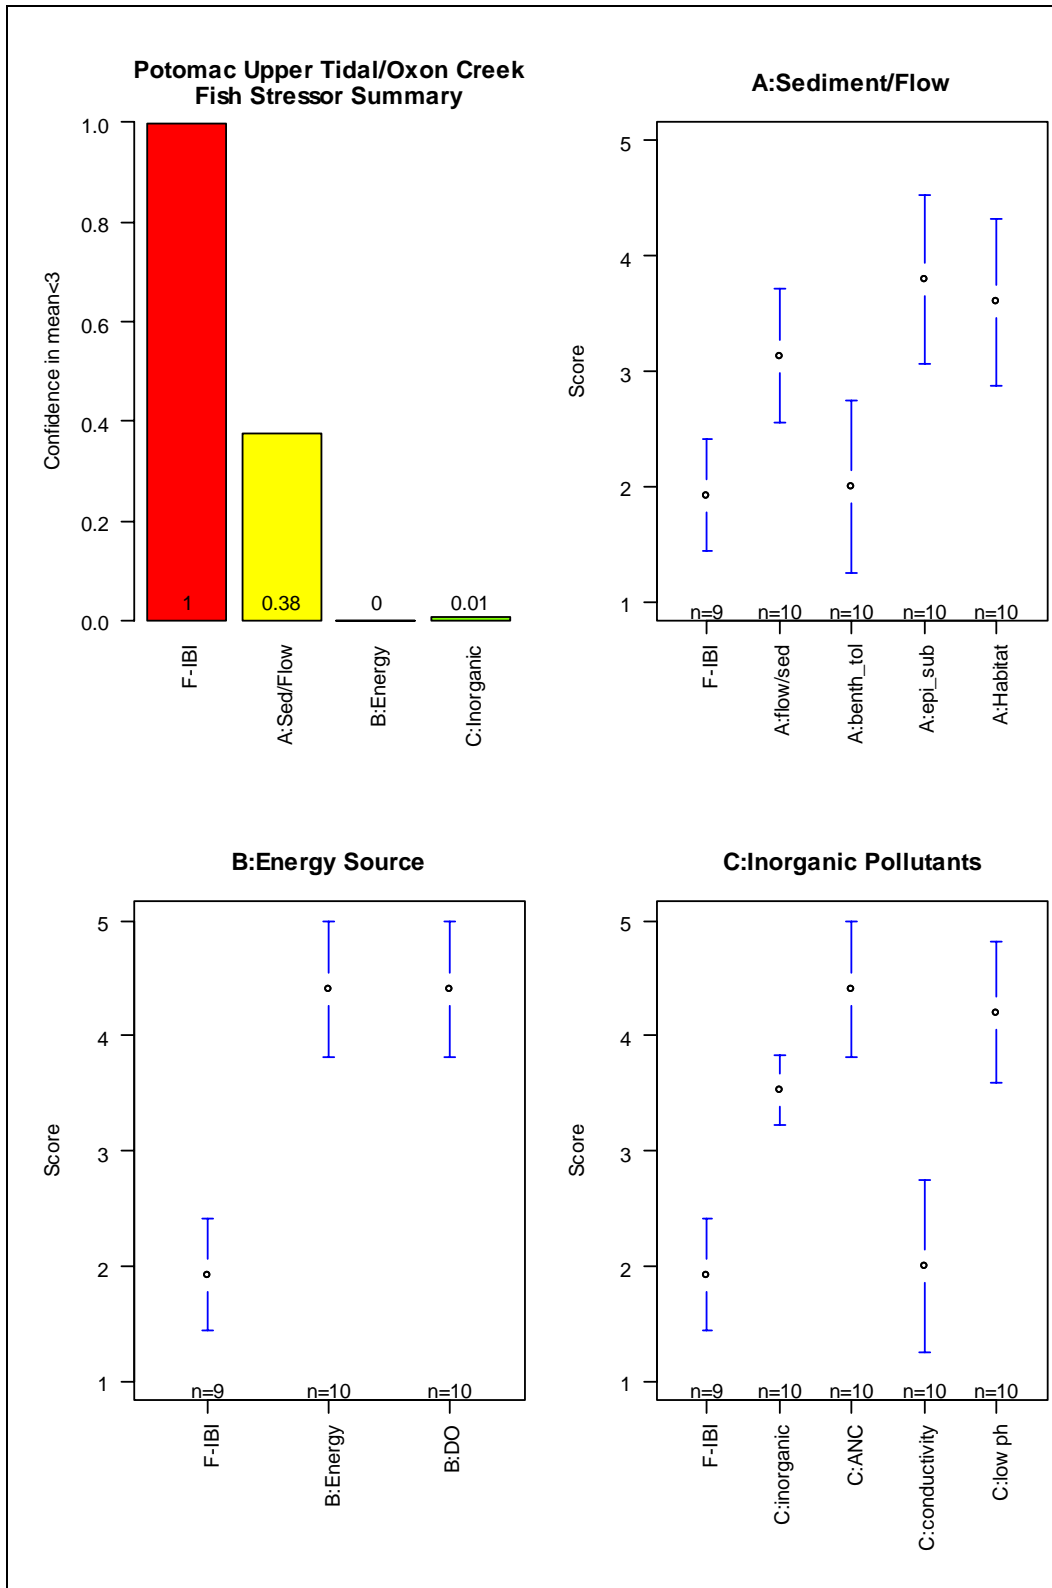 Potomac Upper Tidal/Oxon Creek
Fish Stressor Summary
Confidence in mean<3
1.0
0.8
0.6
0.4
0.2
0.0
1
0.38
0
0.01
F-IBI
A:Sed/Flow
B:Energy
C:Inorganic
A:Sediment/Flow
Score
5
4
3
2
1
n=9
n=10
n=10
n=10
n=10
F-IBI
A:flow/sed
A:benth_tol
A:epi_sub
A:Habitat
B:Energy Source
Score
5
4
3
2
1
n=9
n=10
n=10
F-IBI
B:Energy
B:DO
C:Inorganic Pollutants
Score
5
4
3
2
1
n=9
n=10
n=10
n=10
n=10
F-IBI
C:inorganic
C:ANC
C:conductivity
C:low ph